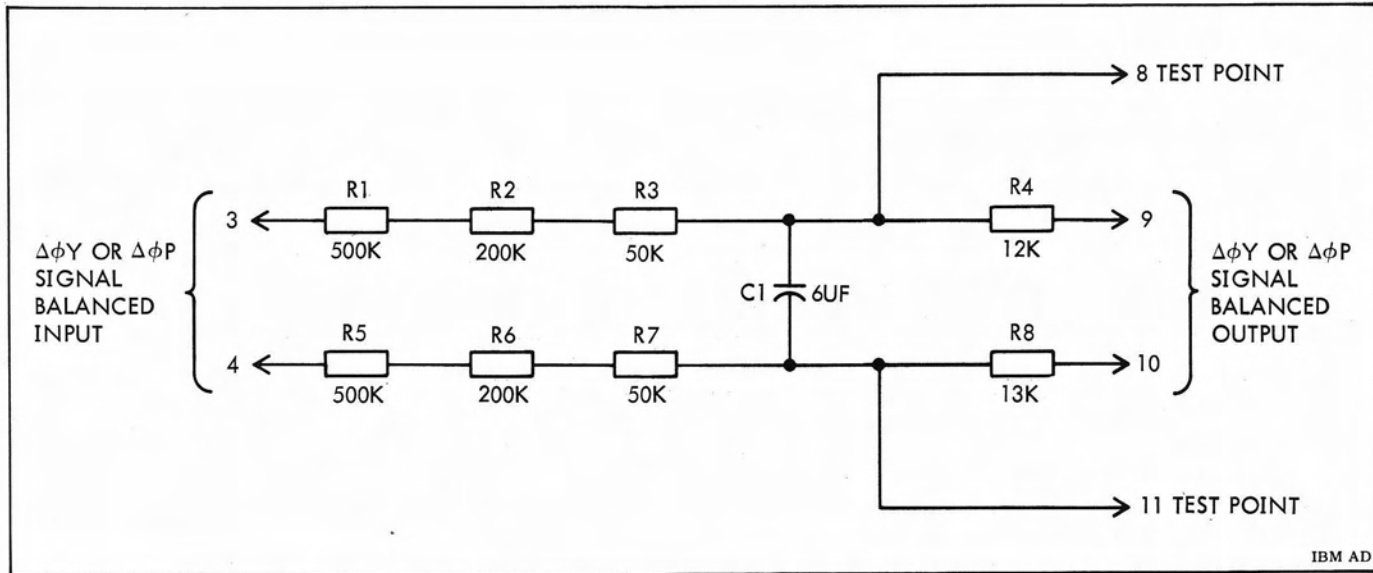 8 TEST POINT
R1 R2 R3 R4
3 9
500K 200K 50K 12K
ΔϕY OR ΔϕP
SIGNAL
BALANCED
INPUT
C1 6UF
ΔϕY OR ΔϕP
SIGNAL
BALANCED
OUTPUT
R5 R6 R7 R8
4 10
500K 200K 50K 13K
11 TEST POINT
IBM AD